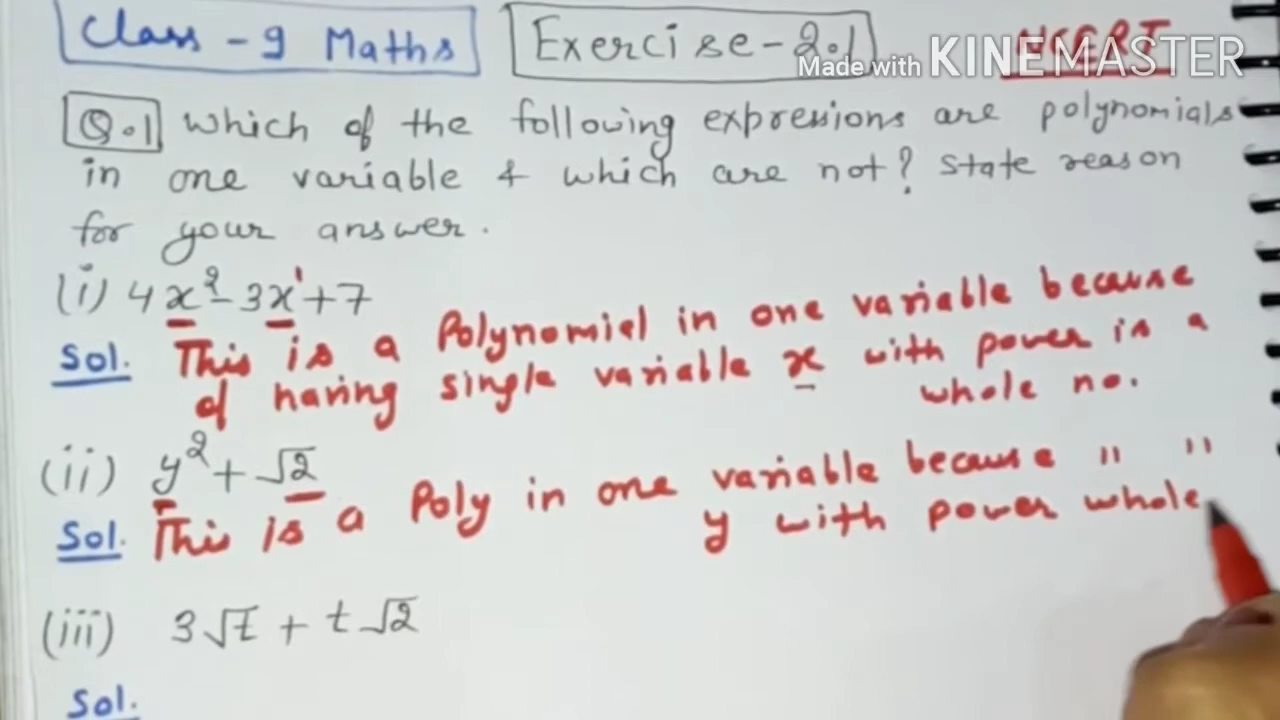 Class - 9 Maths Exercise - 2.1 NCERT
Made with KINEMASTER
Q.1 Which of the following expressions are polynomials
in one variable & which are not? State reason
for your answer.
(i) 4x² - 3x¹ + 7
Sol. This is a Polynomial in one variable because
of having single variable x with power is a
whole no.
(ii) y² + √2
Sol. This is a Poly in one variable because " "
y with power whole
(iii) 3√t + t√2
Sol.